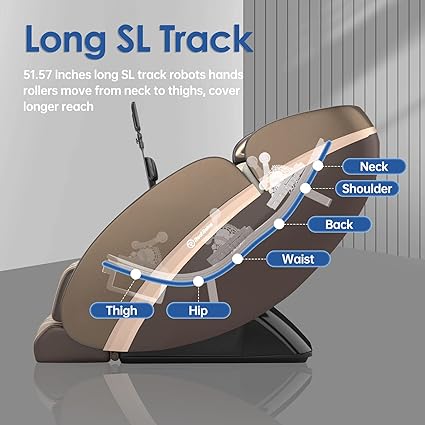 Long SL Track
51.57 inches long SL track robots hands
rollers move from neck to thighs, cover
longer reach
Neck
Shoulder
Back
Waist
Hip
Thigh